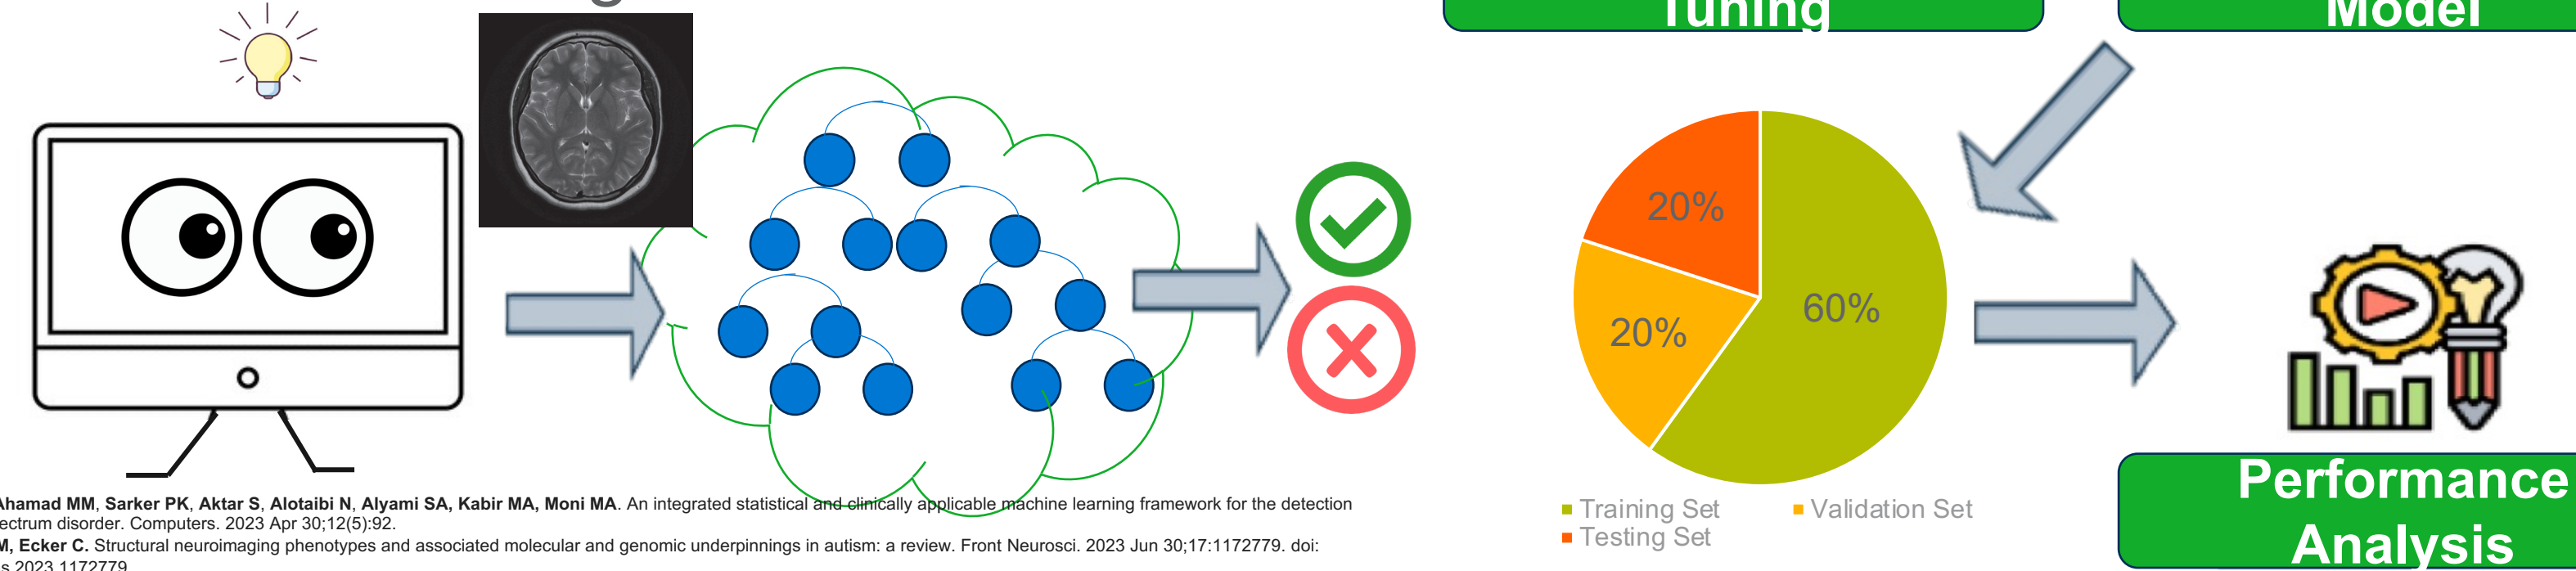 Tuning
Model
20%
20%
60%
Training Set
Validation Set
Testing Set
Performance
Analysis
Ahamad MM, Sarker PK, Aktar S, Alotaibi N, Alyami SA, Kabir MA, Moni MA. An integrated statistical and clinically applicable machine learning framework for the detection
ectrum disorder. Computers. 2023 Apr 30;12(5):92.
M, Ecker C. Structural neuroimaging phenotypes and associated molecular and genomic underpinnings in autism: a review. Front Neurosci. 2023 Jun 30;17:1172779. doi:
s.2023.1172779